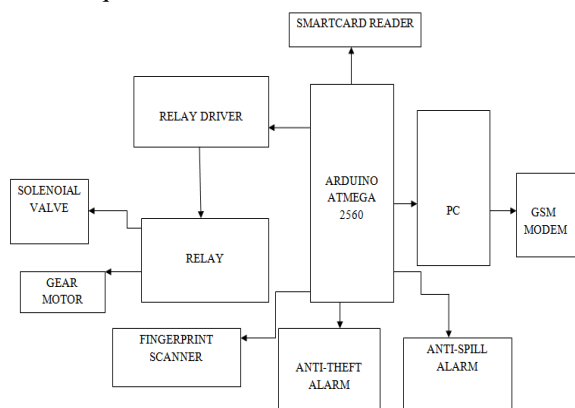 SMARTCARD READER
RELAY DRIVER
ARDUINO
ATMEGA
2560
PC
GSM
MODEM
SOLENOIAL
VALVE
RELAY
GEAR
MOTOR
FINGERPRINT
SCANNER
ANTI-THEFT
ALARM
ANTI-SPILL
ALARM